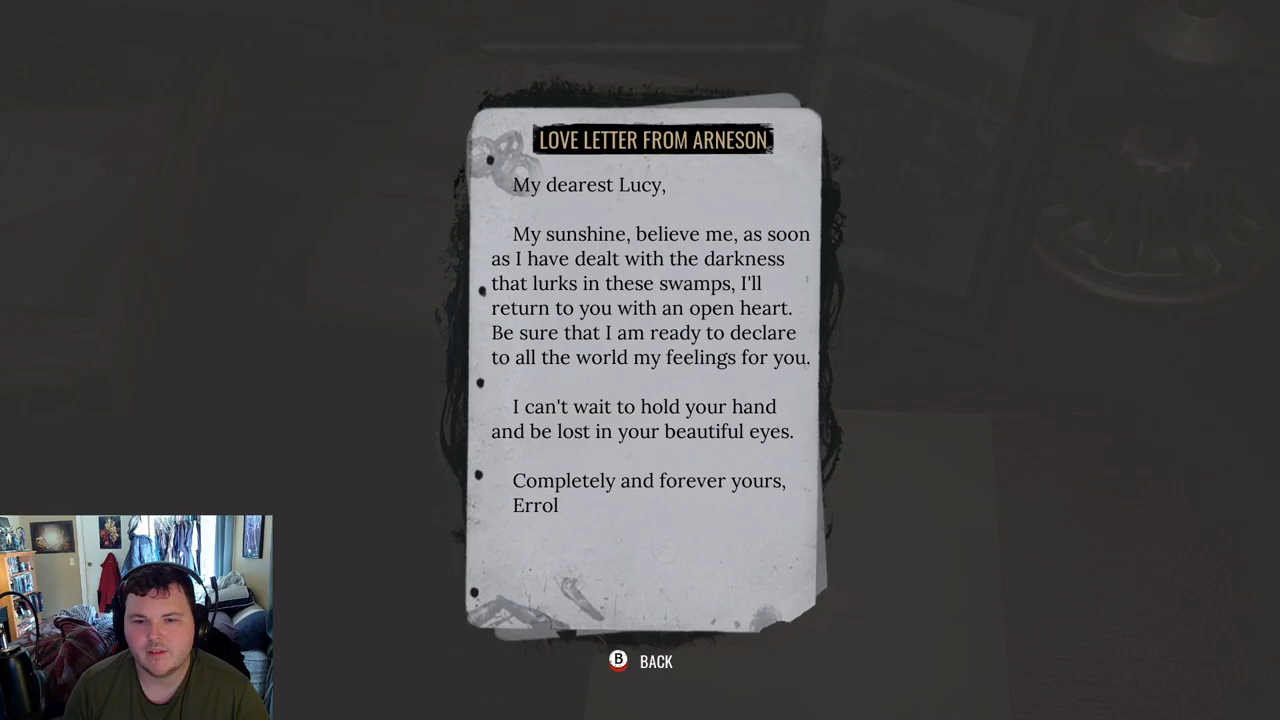 LOVE LETTER FROM ARNESON
My dearest Lucy,
My sunshine, believe me, as soon
as I have dealt with the darkness
that lurks in these swamps, I'll
return to you with an open heart.
Be sure that I am ready to declare
to all the world my feelings for you.
I can't wait to hold your hand
and be lost in your beautiful eyes.
Completely and forever yours,
Errol
B BACK